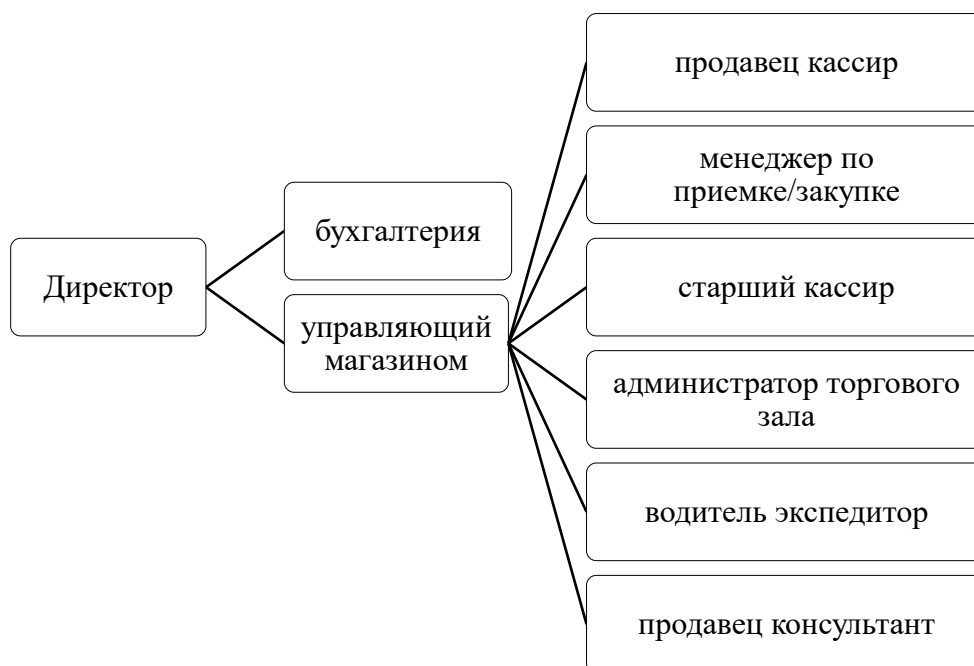 Директор
бухгалтерия
управляющий
магазином
продавец кассир
менеджер по
приемке/закупке
старший кассир
администратор торгового
зала
водитель экспедитор
продавец консультант